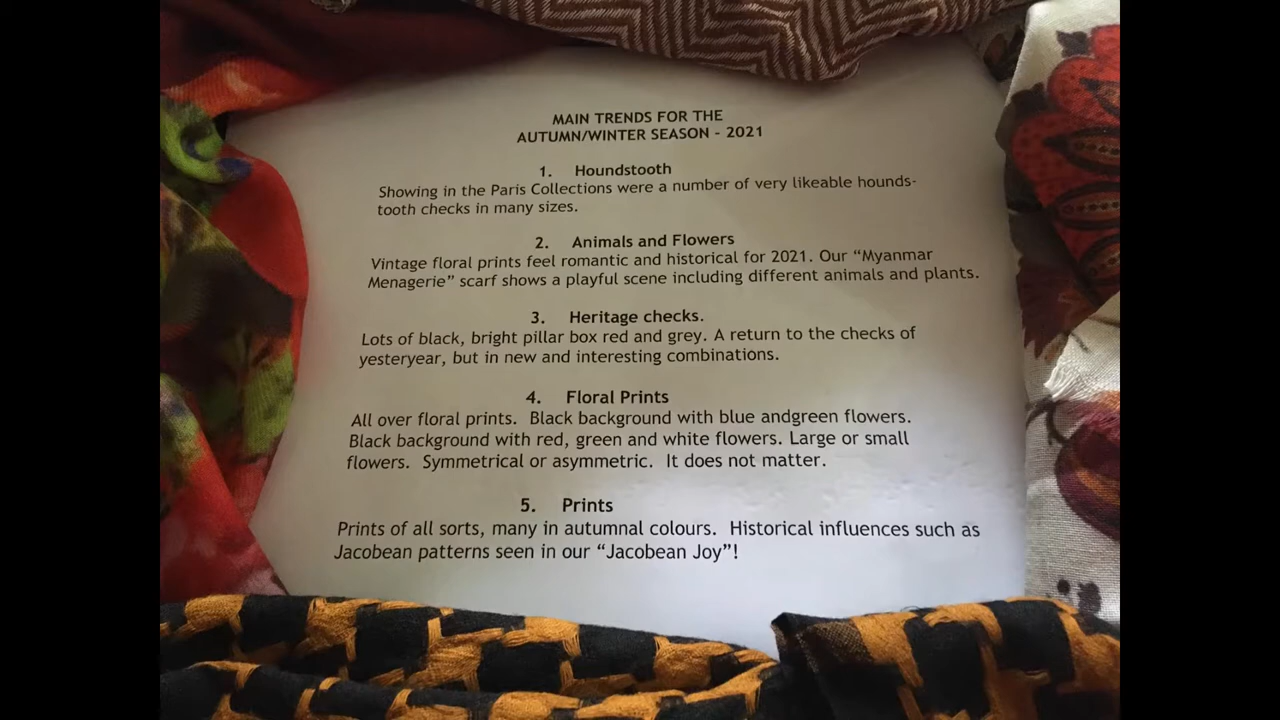 MAIN TRENDS FOR THE
AUTUMN/WINTER SEASON - 2021
1. Houndstooth
Showing in the Paris Collections were a number of very likeable hounds-
tooth checks in many sizes.
2. Animals and Flowers
Vintage floral prints feel romantic and historical for 2021. Our “Myanmar
Menagerie” scarf shows a playful scene including different animals and plants.
3. Heritage checks.
Lots of black, bright pillar box red and grey. A return to the checks of
yesteryear, but in new and interesting combinations.
4. Floral Prints
All over floral prints. Black background with blue andgreen flowers.
Black background with red, green and white flowers. Large or small
flowers. Symmetrical or asymmetric. It does not matter.
5. Prints
Prints of all sorts, many in autumnal colours. Historical influences such as
Jacobean patterns seen in our “Jacobean Joy”!